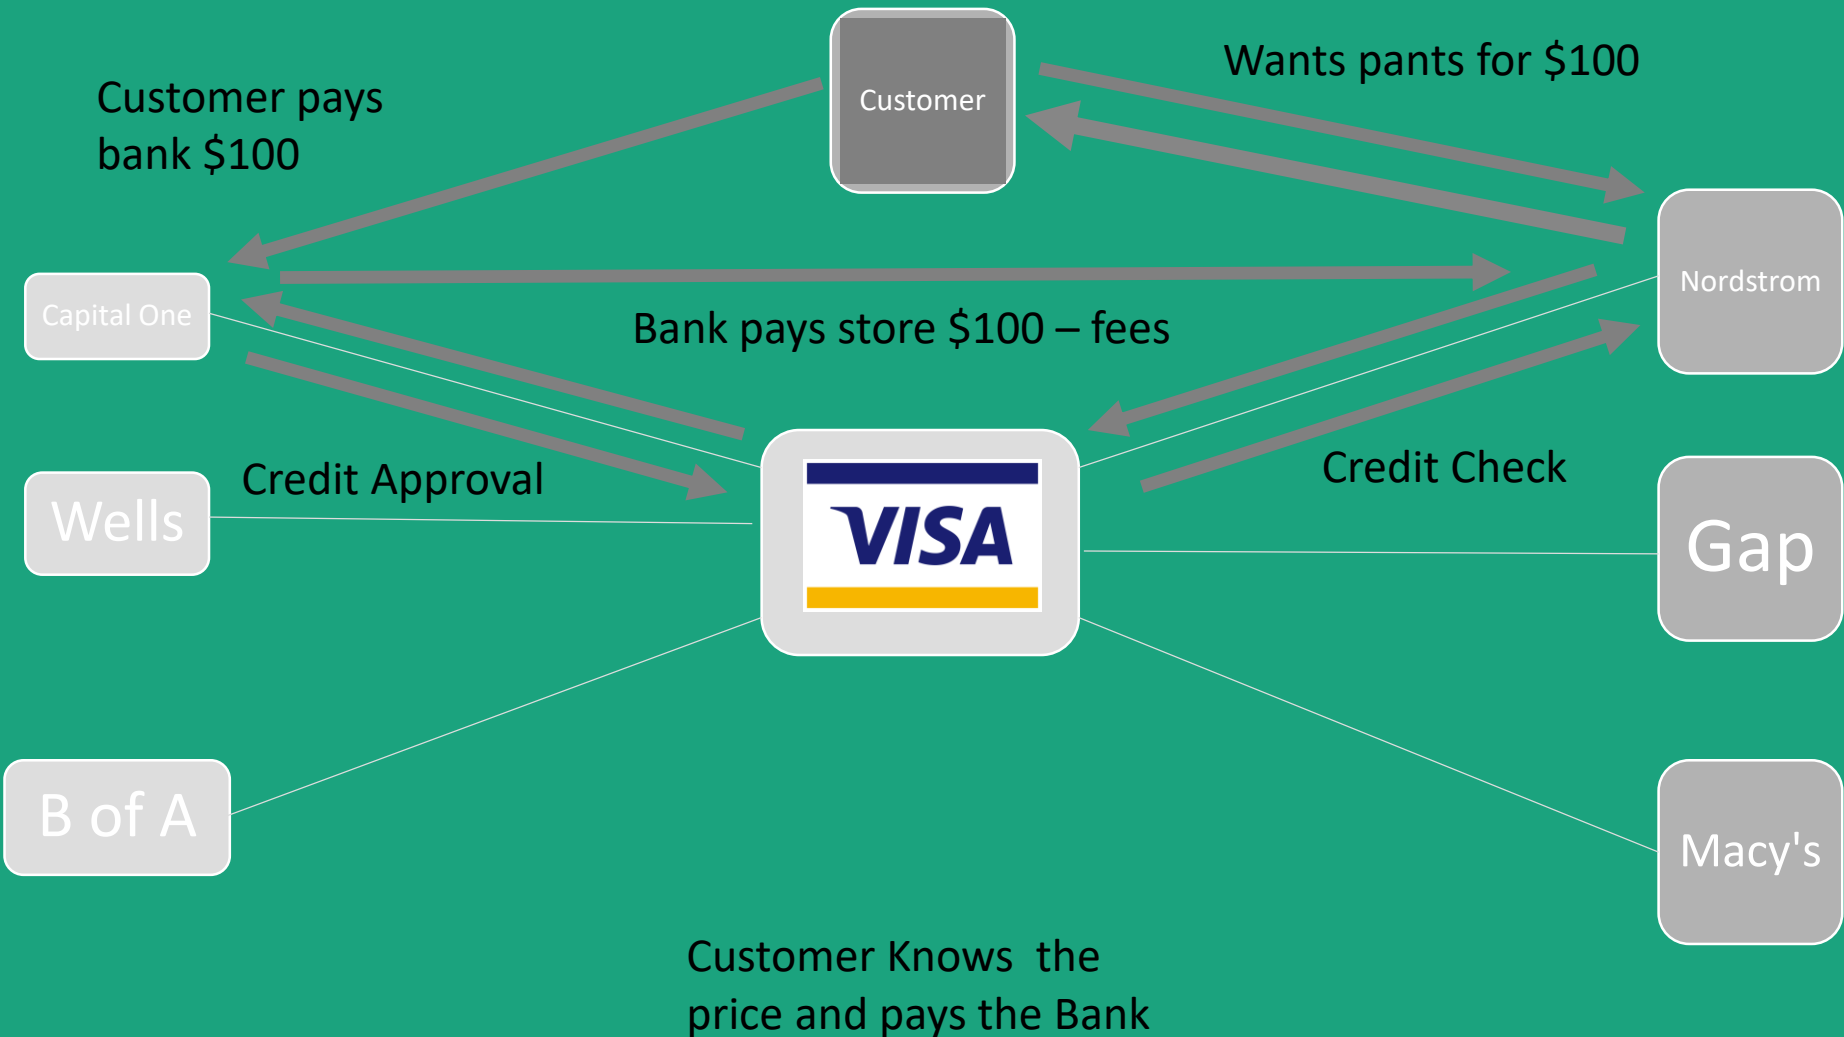 Customer
Wants pants for $100
Customer pays
bank $100
Nordstrom
Capital One
Bank pays store $100 – fees
Credit Approval
Credit Check
Wells
VISA
Gap
B of A
Macy's
Customer Knows the
price and pays the Bank